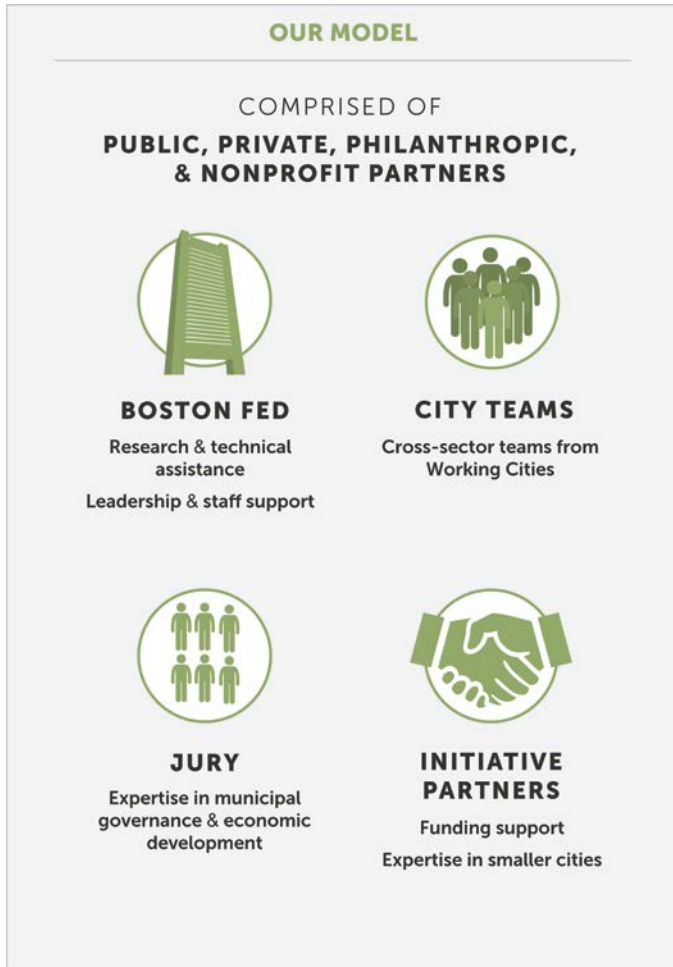 OUR MODEL
COMPRISED OF
PUBLIC, PRIVATE, PHILANTHROPIC,
& NONPROFIT PARTNERS
BOSTON FED
Research & technical
assistance
Leadership & staff support
CITY TEAMS
Cross-sector teams from
Working Cities
JURY
Expertise in municipal
governance & economic
development
INITIATIVE
PARTNERS
Funding support
Expertise in smaller cities